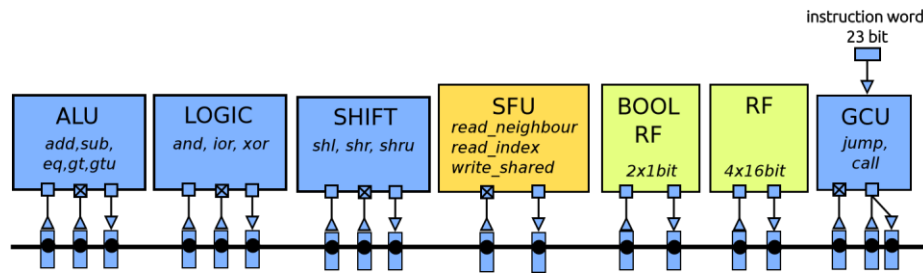 instruction word
23 bit
ALU
add,sub,
eq,gt,gtu
LOGIC
and, ior, xor
SHIFT
shl, shr, shru
SFU
read_neighbour
read_index
write_shared
BOOL
RF
2x1bit
RF
4x16bit
GCU
jump,
call